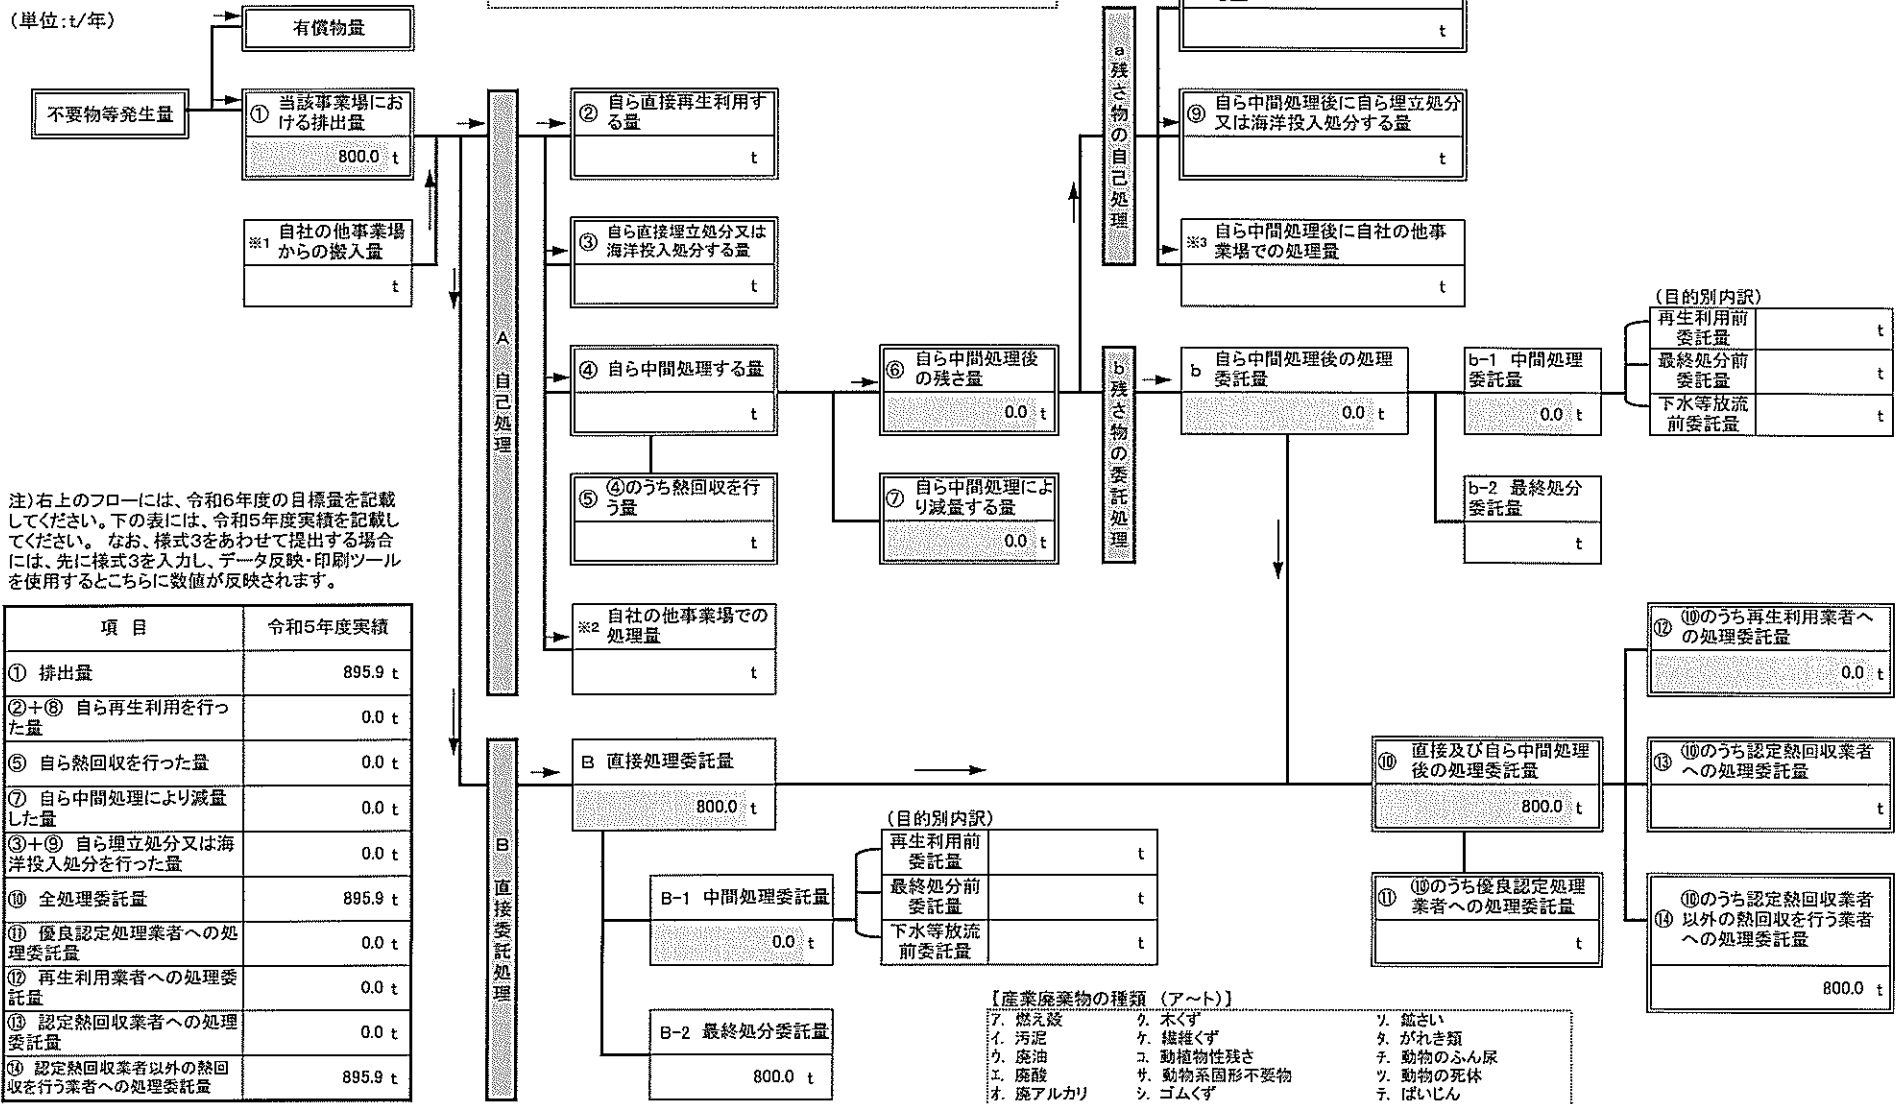 (単位:t/年)
有償物量
不要物等発生量
① 当該事業場にお
ける排出量
800.0 t
※1 自社の他事業場
からの搬入量
t
A 自己処理
② 自ら直接再生利用す
る量
t
③ 自ら直接埋立処分又は
海洋投入処分する量
t
④ 自ら中間処理する量
t
⑤ ④のうち熱回収を行
う量
t
※2 自社の他事業場での
処理量
t
⑥ 自ら中間処理後
の残さ量
0.0 t
⑦ 自ら中間処理によ
り減量する量
0.0 t
a 残さ物の自己処理
t
⑨ 自ら中間処理後に自ら埋立処分
又は海洋投入処分する量
t
※3 自ら中間処理後に自社の他事
業場での処理量
t
b 残さ物の委託処理
b 自ら中間処理後の処理
委託量
0.0 t
b-1 中間処理
委託量
0.0 t
b-2 最終処分
委託量
t
(目的別内訳)
再生利用前
委託量
t
最終処分前
委託量
t
下水等放流
前委託量
t
注)右上のフローには、令和6年度の目標量を記載
してください。下の表には、令和5年度実績を記載し
てください。 なお、様式3をあわせて提出する場合
には、先に様式3を入力し、データ反映・印刷ツール
を使用するとこちらに数値が反映されます。
項 目 令和5年度実績
① 排出量 895.9 t
②+⑧ 自ら再生利用を行っ
た量 0.0 t
⑤ 自ら熱回収を行った量 0.0 t
⑦ 自ら中間処理により減量
した量 0.0 t
③+⑨ 自ら埋立処分又は海
洋投入処分を行った量 0.0 t
⑩ 全処理委託量 895.9 t
⑪ 優良認定処理業者への処
理委託量 0.0 t
⑫ 再生利用業者への処理委
託量 0.0 t
⑬ 認定熱回収業者への処理
委託量 0.0 t
⑭ 認定熱回収業者以外の熱回
収を行う業者への処理委託量 895.9 t
B 直接委託処理
B 直接処理委託量
800.0 t
B-1 中間処理委託量
0.0 t
B-2 最終処分委託量
800.0 t
(目的別内訳)
再生利用前
委託量
t
最終処分前
委託量
t
下水等放流
前委託量
t
⑩ 直接及び自ら中間処理
後の処理委託量
800.0 t
⑪ ⑩のうち優良認定処理
業者への処理委託量
t
⑫ ⑩のうち再生利用業者へ
の処理委託量
0.0 t
⑬ ⑩のうち認定熱回収業者
への処理委託量
t
⑭ ⑩のうち認定熱回収業者
以外の熱回収を行う業者
への処理委託量
800.0 t
【産業廃棄物の種類 (ア~ト)】
ア. 燃え殻 ク. 木くず ソ. 鉱さい
イ. 汚泥 ケ. 繊維くず タ. がれき類
ウ. 廃油 コ. 動植物性残さ チ. 動物のふん尿
エ. 廃酸 サ. 動物系固形不要物 ツ. 動物の死体
オ. 廃アルカリ シ. ゴムくず テ. ばいじん